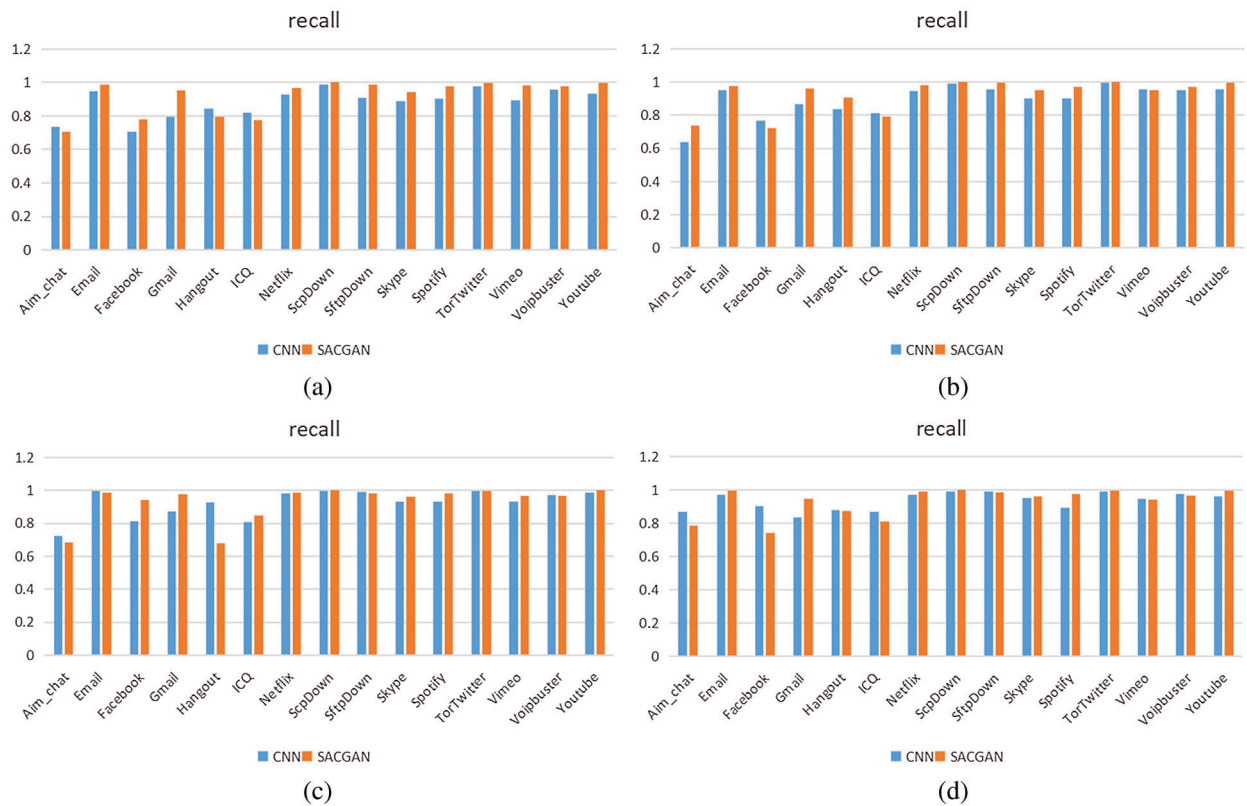 recall
1.2
1
0.8
0.6
0.4
0.2
0
Aim_chat
Email
Facebook
Gmail
Hangout
ICQ
Netflix
ScpDown
SftpDown
Skype
Spotify
TorTwitter
Vimeo
Voipbuster
Youtube
CNN SACGAN
(a)
recall
1.2
1
0.8
0.6
0.4
0.2
0
Aim_chat
Email
Facebook
Gmail
Hangout
ICQ
Netflix
ScpDown
SftpDown
Skype
Spotify
TorTwitter
Vimeo
Voipbuster
Youtube
CNN SACGAN
(b)
recall
1.2
1
0.8
0.6
0.4
0.2
0
Aim_chat
Email
Facebook
Gmail
Hangout
ICQ
Netflix
ScpDown
SftpDown
Skype
Spotify
TorTwitter
Vimeo
Voipbuster
Youtube
CNN SACGAN
(c)
recall
1.2
1
0.8
0.6
0.4
0.2
0
Aim_chat
Email
Facebook
Gmail
Hangout
ICQ
Netflix
ScpDown
SftpDown
Skype
Spotify
TorTwitter
Vimeo
Voipbuster
Youtube
CNN SACGAN
(d)